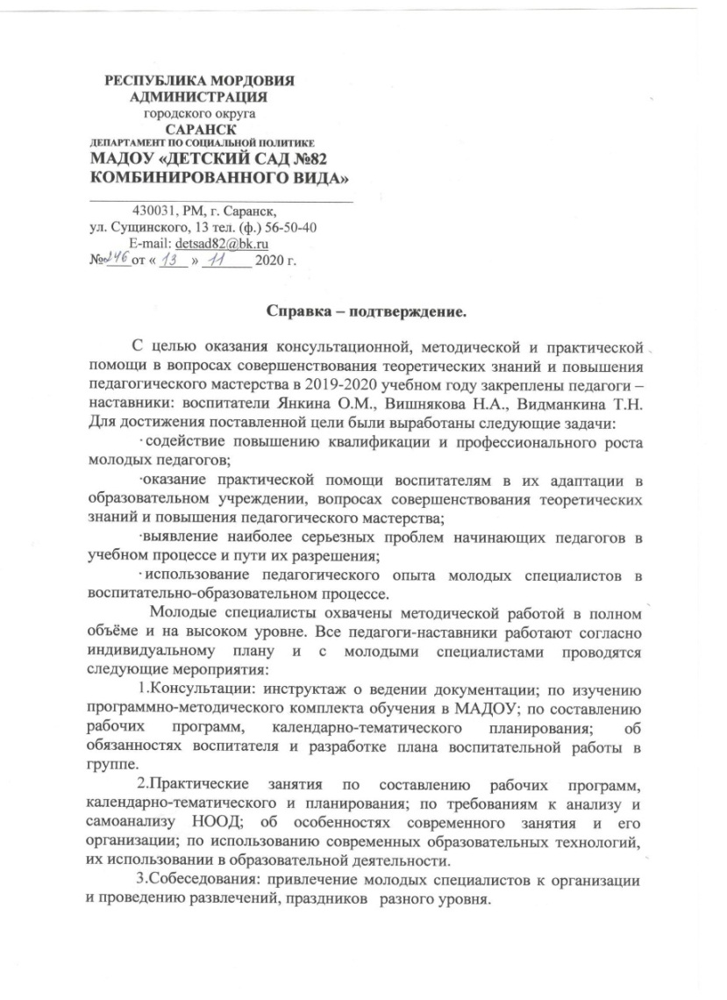 РЕСПУБЛИКА МОРДОВИЯ
АДМИНИСТРАЦИЯ
городского округа
САРАНСК
ДЕПАРТАМЕНТ ПО СОЦИАЛЬНОЙ ПОЛИТИКЕ
МАДОУ «ДЕТСКИЙ САД №82
КОМБИНИРОВАННОГО ВИДА»
430031, РМ, г. Саранск,
ул. Сущинского, 13 тел. (ф.) 56-50-40
E-mail: detsad82@bk.ru
№ 246 от « 13 » 11 2020 г.
Справка – подтверждение.
С целью оказания консультационной, методической и практической
помощи в вопросах совершенствования теоретических знаний и повышения
педагогического мастерства в 2019-2020 учебном году закреплены педагоги –
наставники: воспитатели Янкина О.М., Вишнякова Н.А., Видманкина Т.Н.
Для достижения поставленной цели были выработаны следующие задачи:
·содействие повышению квалификации и профессионального роста
молодых педагогов;
·оказание практической помощи воспитателям в их адаптации в
образовательном учреждении, вопросах совершенствования теоретических
знаний и повышения педагогического мастерства;
·выявление наиболее серьезных проблем начинающих педагогов в
учебном процессе и пути их разрешения;
·использование педагогического опыта молодых специалистов в
воспитательно-образовательном процессе.
Молодые специалисты охвачены методической работой в полном
объёме и на высоком уровне. Все педагоги-наставники работают согласно
индивидуальному плану и с молодыми специалистами проводятся
следующие мероприятия:
1.Консультации: инструктаж о ведении документации; по изучению
программно-методического комплекта обучения в МАДОУ; по составлению
рабочих программ, календарно-тематического планирования; об
обязанностях воспитателя и разработке плана воспитательной работы в
группе.
2.Практические занятия по составлению рабочих программ,
календарно-тематического и планирования; по требованиям к анализу и
самоанализу НООД; об особенностях современного занятия и его
организации; по использованию современных образовательных технологий,
их использовании в образовательной деятельности.
3.Собеседования: привлечение молодых специалистов к организации
и проведению развлечений, праздников разного уровня.